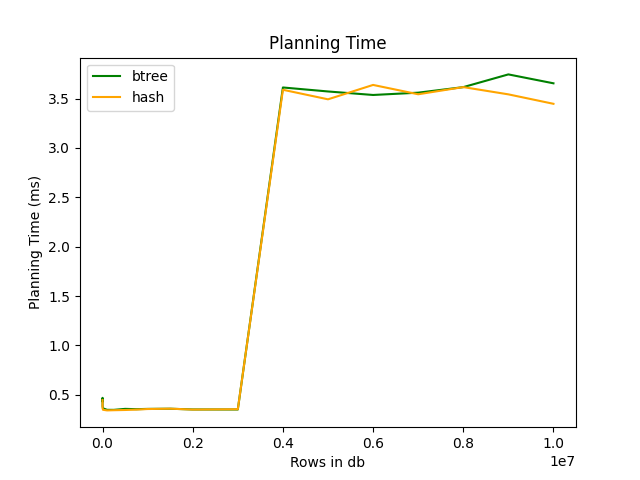 Planning Time
btree
hash
Planning Time (ms)
3.5
3.0
2.5
2.0
1.5
1.0
0.5
0.0 0.2 0.4 0.6 0.8 1.0
1e7
Rows in db